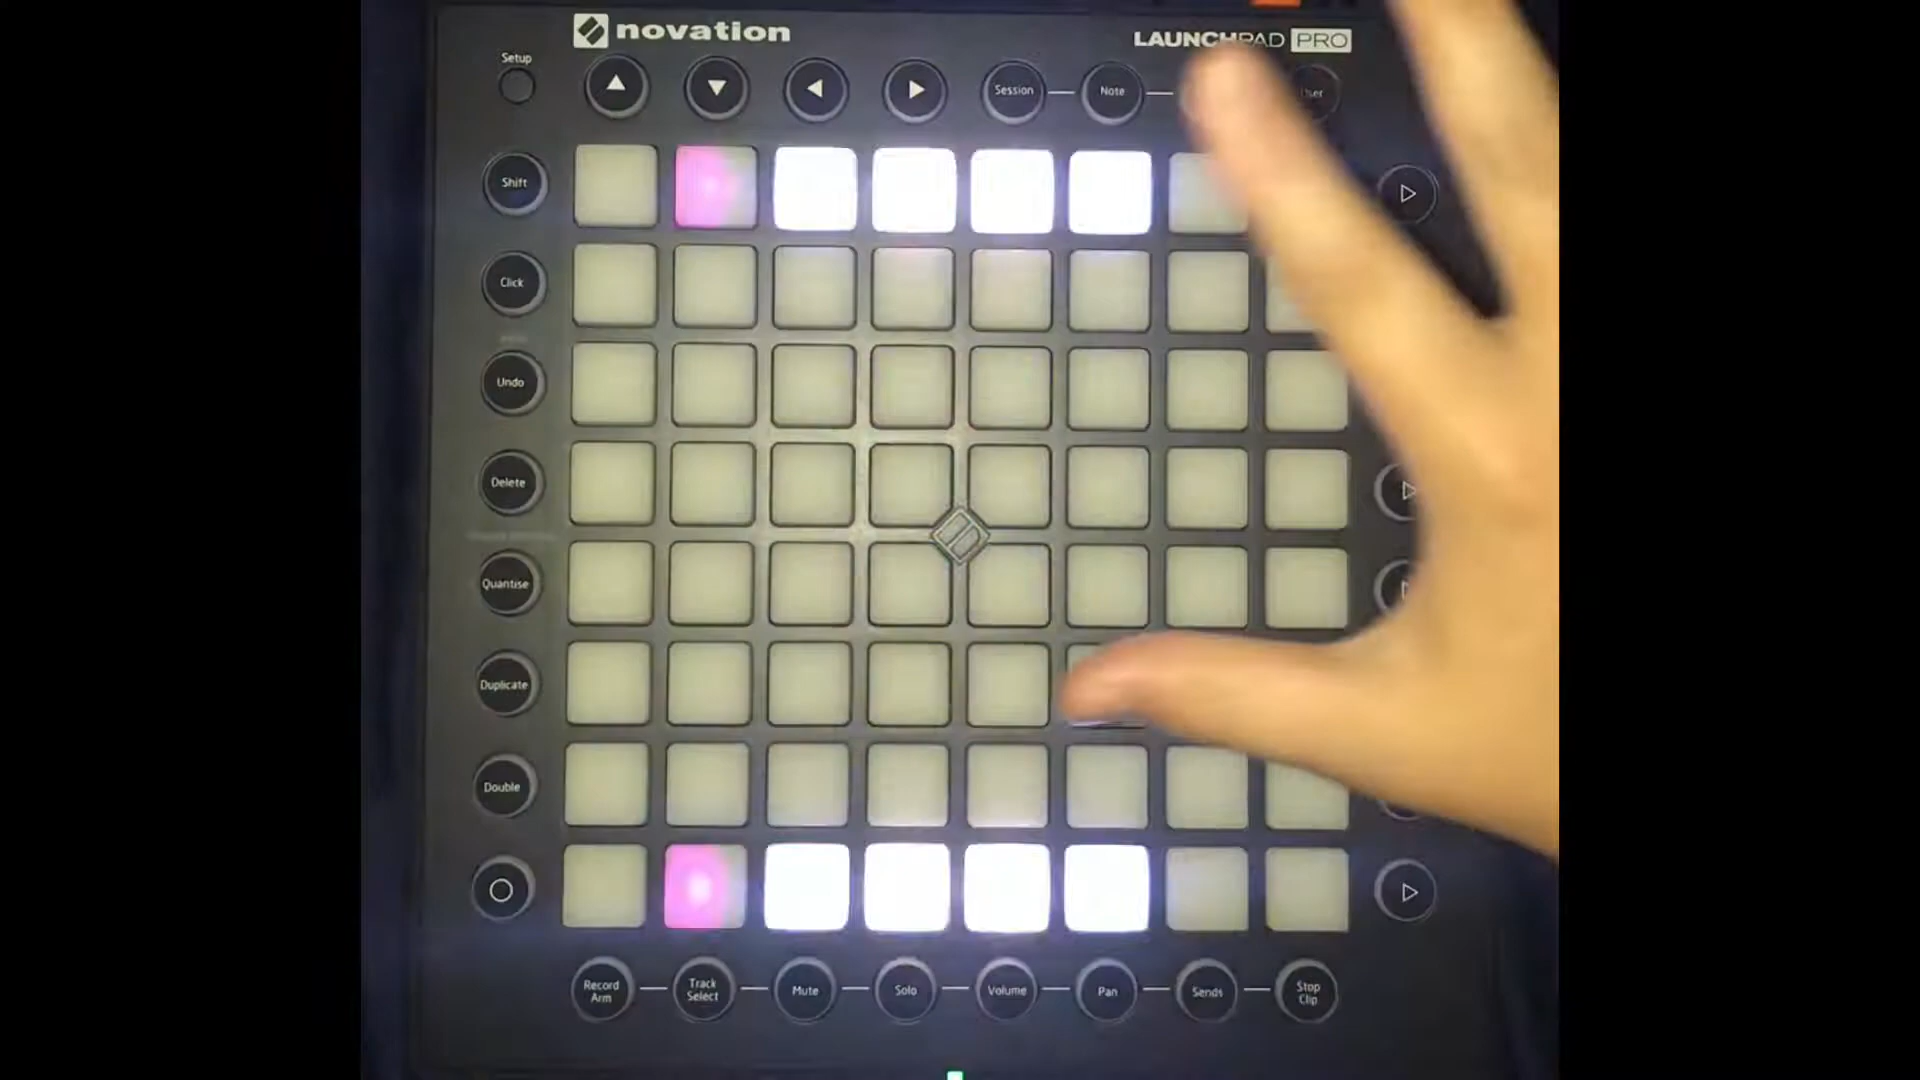 novation
LAUNCHPAD PRO
Setup
Session
Note
User
Shift
Click
Undo
Delete
Quantise
Duplicate
Double
Record
Arm
Track
Select
Mute
Solo
Volume
Pan
Sends
Stop
Clip